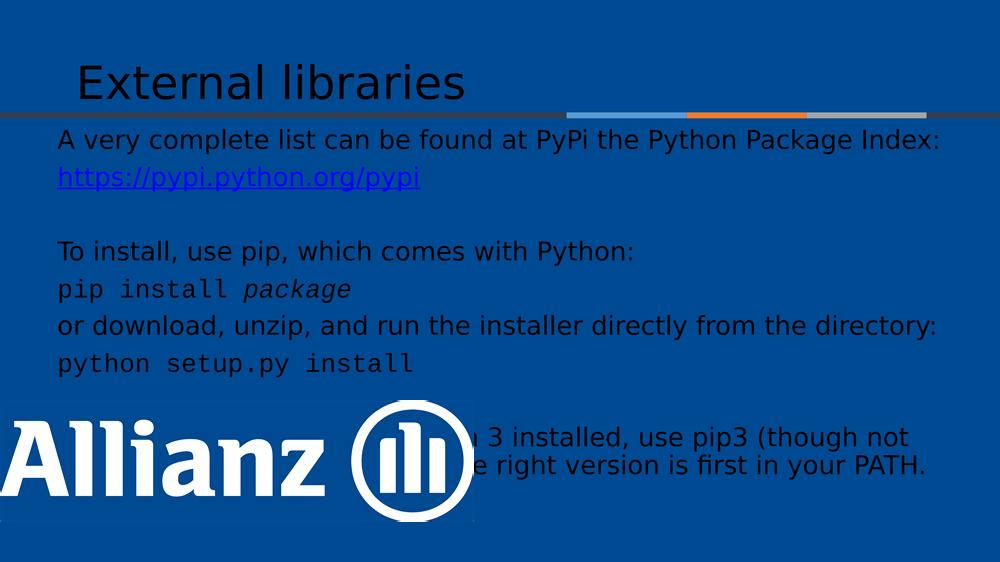 External libraries
A very complete list can be found at PyPi the Python Package Index:
https://pypi.python.org/pypi
To install, use pip, which comes with Python:
pip install package
or download, unzip, and run the installer directly from the directory:
python setup.py install
3 installed, use pip3 (though not
right version is first in your PATH.
Allianz